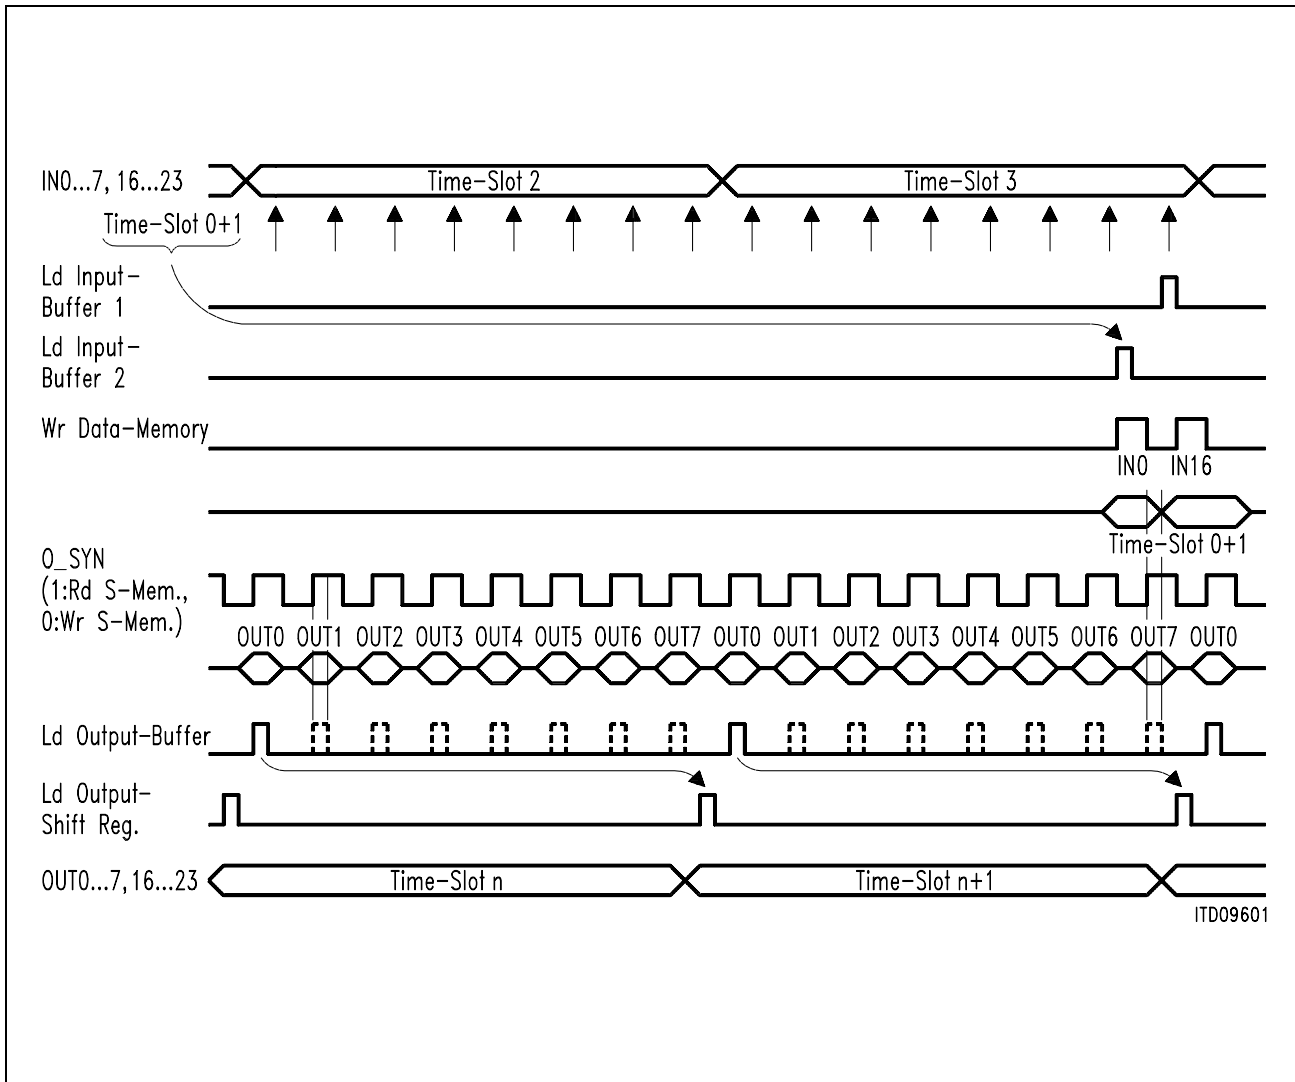 IN0...7, 16...23
Time-Slot 2
Time-Slot 3
Time-Slot 0+1
Ld Input-
Buffer 1
Ld Input-
Buffer 2
Wr Data-Memory
IN0
IN16
Time-Slot 0+1
O_SYN
(1:Rd S-Mem.,
0:Wr S-Mem.)
OUT0 OUT1 OUT2 OUT3 OUT4 OUT5 OUT6 OUT7 OUT0 OUT1 OUT2 OUT3 OUT4 OUT5 OUT6 OUT7 OUT0
Ld Output-Buffer
Ld Output-
Shift Reg.
OUT0...7,16...23
Time-Slot n
Time-Slot n+1
ITD09601